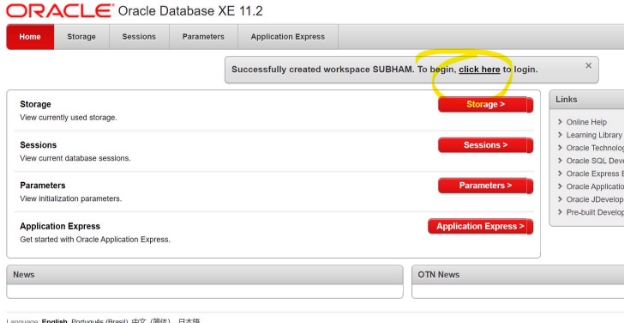 ORACLE Oracle Database XE 11.2
Home Storage Sessions Parameters Application Express
Successfully created workspace SUBHAM. To begin, click here to login.
Storage
View currently used storage.
Storage >
Sessions
View current database sessions.
Sessions >
Parameters
View initialization parameters.
Parameters >
Application Express
Get started with Oracle Application Express.
Application Express >
Links
Online Help
Learning Library
Oracle Technolog
Oracle SQL Deve
Oracle Express E
Oracle Applicatio
Oracle JDevelop
Pre-built Develop
News
OTN News
Language: English Português (Brasil) 中文 (简体) 日本語